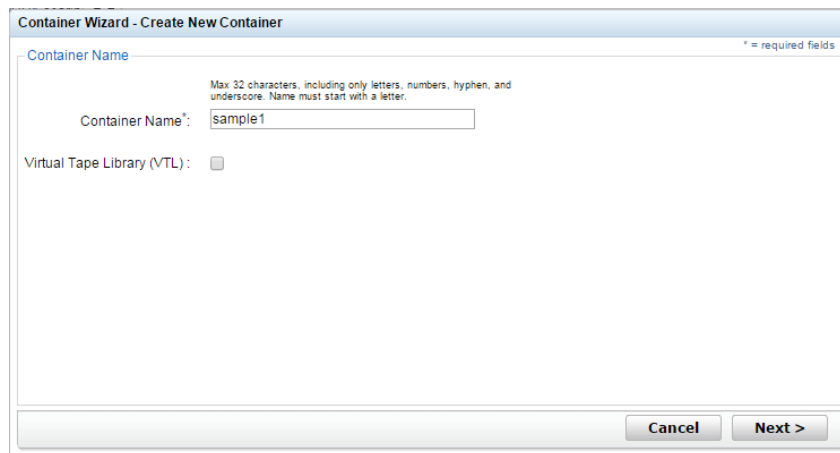 Container Wizard - Create New Container
* = required fields
Container Name
Max 32 characters, including only letters, numbers, hyphen, and
underscore. Name must start with a letter.
Container Name*:
sample1
Virtual Tape Library (VTL) :
Cancel
Next >